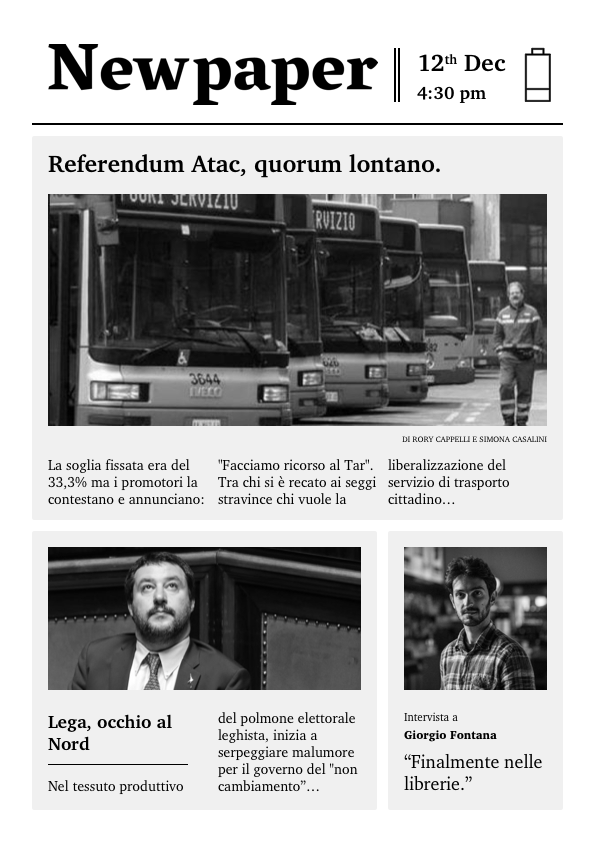 Newpaper
12th Dec
4:30 pm
Referendum Atac, quorum lontano.
FUORI SERVIZIO
RVIZIO
3644
IVECO
626
DI RORY CAPPELLI E SIMONA CASALINI
La soglia fissata era del
33,3% ma i promotori la
contestano e annunciano:
"Facciamo ricorso al Tar".
Tra chi si è recato ai seggi
stravince chi vuole la
liberalizzazione del
servizio di trasporto
cittadino…
Lega, occhio al
Nord
Nel tessuto produttivo
del polmone elettorale
leghista, inizia a
serpeggiare malumore
per il governo del "non
cambiamento”…
Intervista a
Giorgio Fontana
“Finalmente nelle
librerie.”